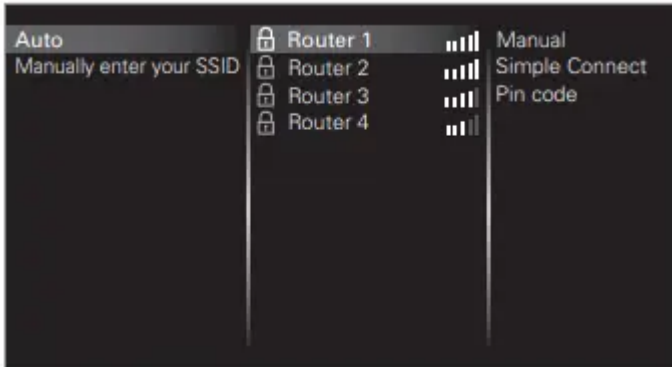 Auto
Manually enter your SSID
Router 1
Router 2
Router 3
Router 4
Manual
Simple Connect
Pin code